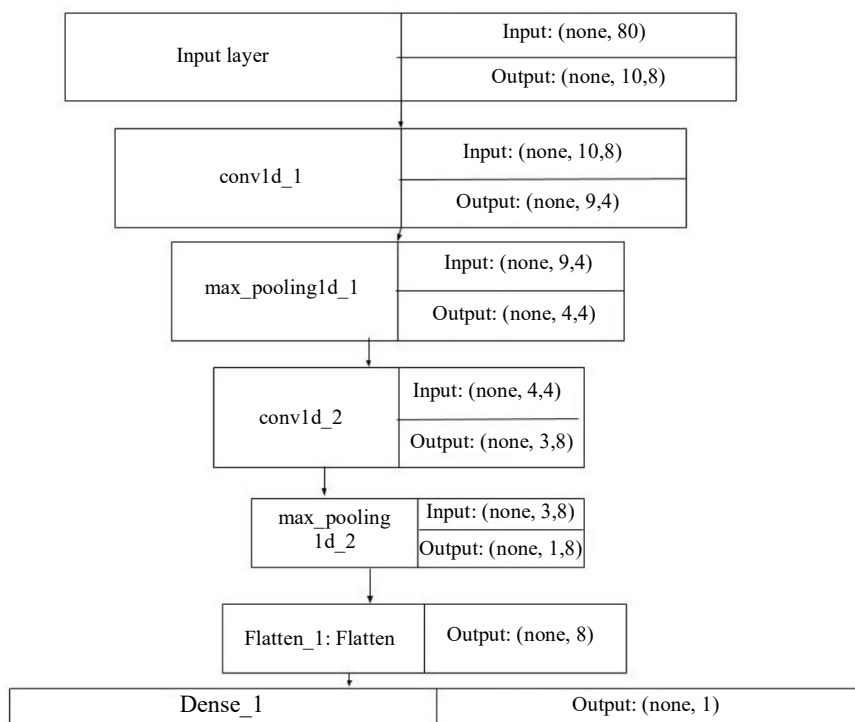 Input layer
Input: (none, 80)
Output: (none, 10,8)
conv1d_1
Input: (none, 10,8)
Output: (none, 9,4)
max_pooling1d_1
Input: (none, 9,4)
Output: (none, 4,4)
conv1d_2
Input: (none, 4,4)
Output: (none, 3,8)
max_pooling
1d_2
Input: (none, 3,8)
Output: (none, 1,8)
Flatten_1: Flatten
Output: (none, 8)
Dense_1
Output: (none, 1)